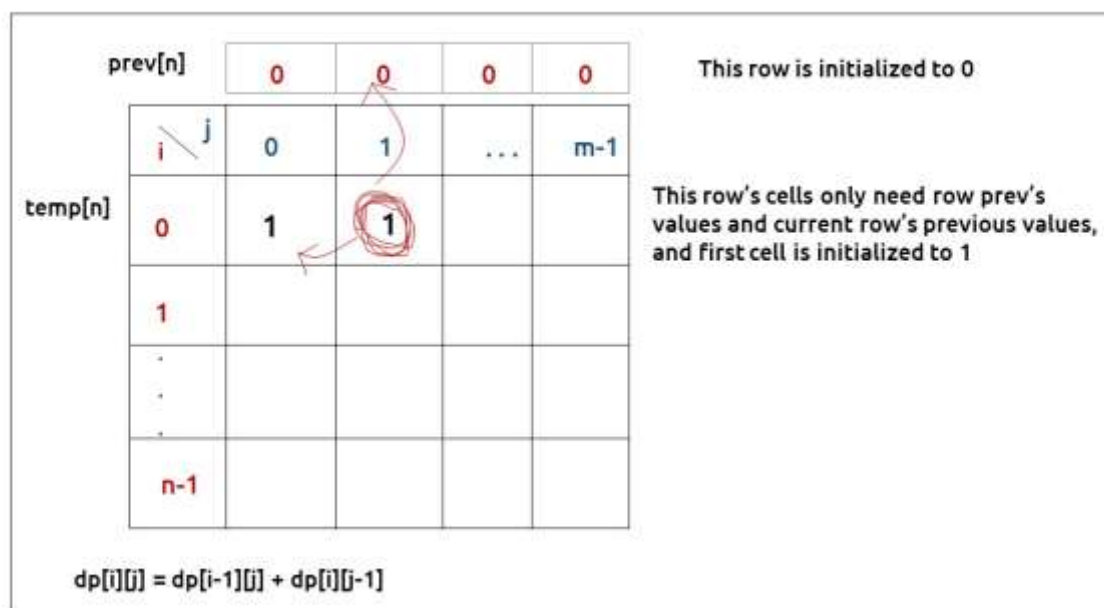 prev[n] 0 0 0 0 This row is initialized to 0
i j 0 1 ... m-1
temp[n] 0 1 1
This row's cells only need row prev's
values and current row's previous values,
and first cell is initialized to 1
1
.
.
.
n-1
dp[i][j] = dp[i-1][j] + dp[i][j-1]